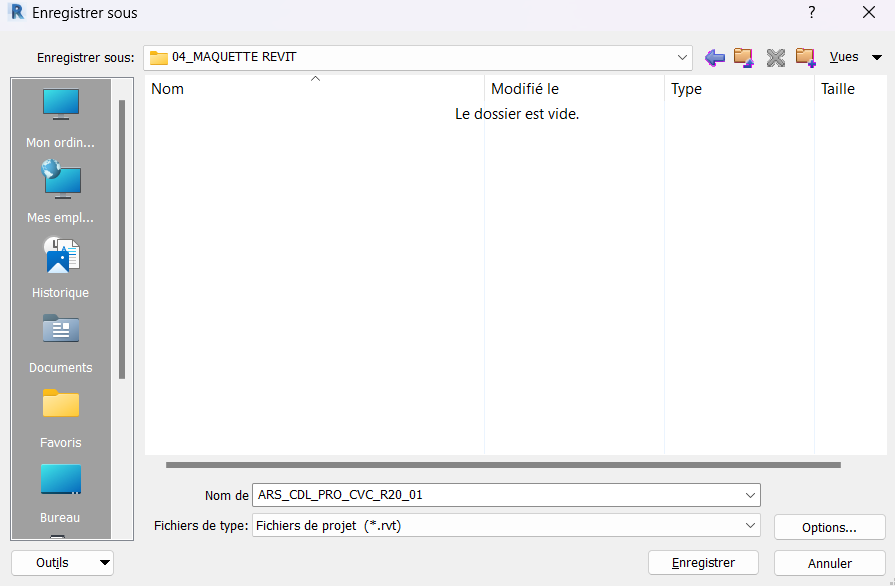 Enregistrer sous
?
Enregistrer sous:
04_MAQUETTE REVIT
Vues
Nom
Modifié le
Type
Taille
Le dossier est vide.
Mon ordin...
Mes empl...
Historique
Documents
Favoris
Bureau
Nom de
ARS_CDL_PRO_CVC_R20_01
Fichiers de type:
Fichiers de projet (*.rvt)
Options...
Outils
Enregistrer
Annuler